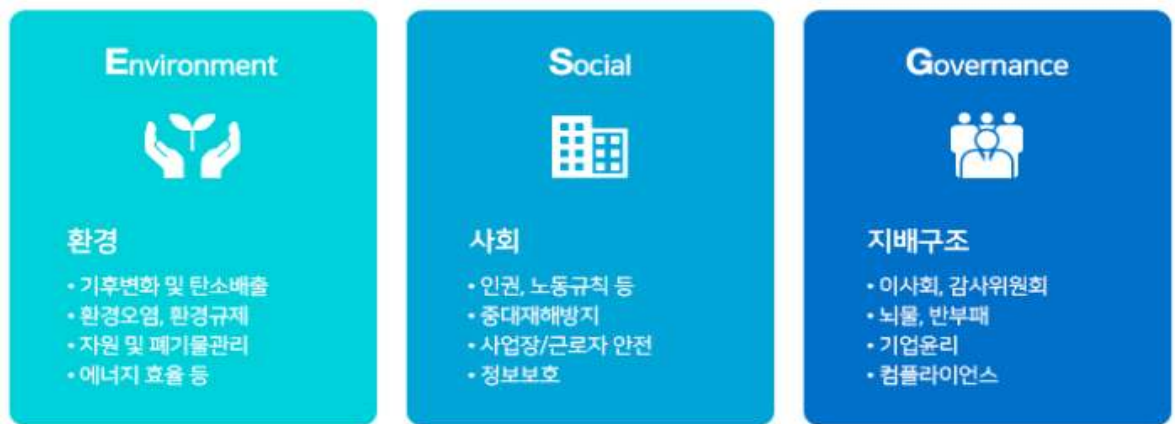 Environment
환경
• 기후변화 및 탄소배출
• 환경오염, 환경규제
• 자원 및 폐기물관리
• 에너지 효율 등
Social
사회
• 인권, 노동규칙 등
• 중대재해방지
• 사업장/근로자 안전
• 정보보호
Governance
지배구조
• 이사회, 감사위원회
• 뇌물, 반부패
• 기업윤리
• 컴플라이언스